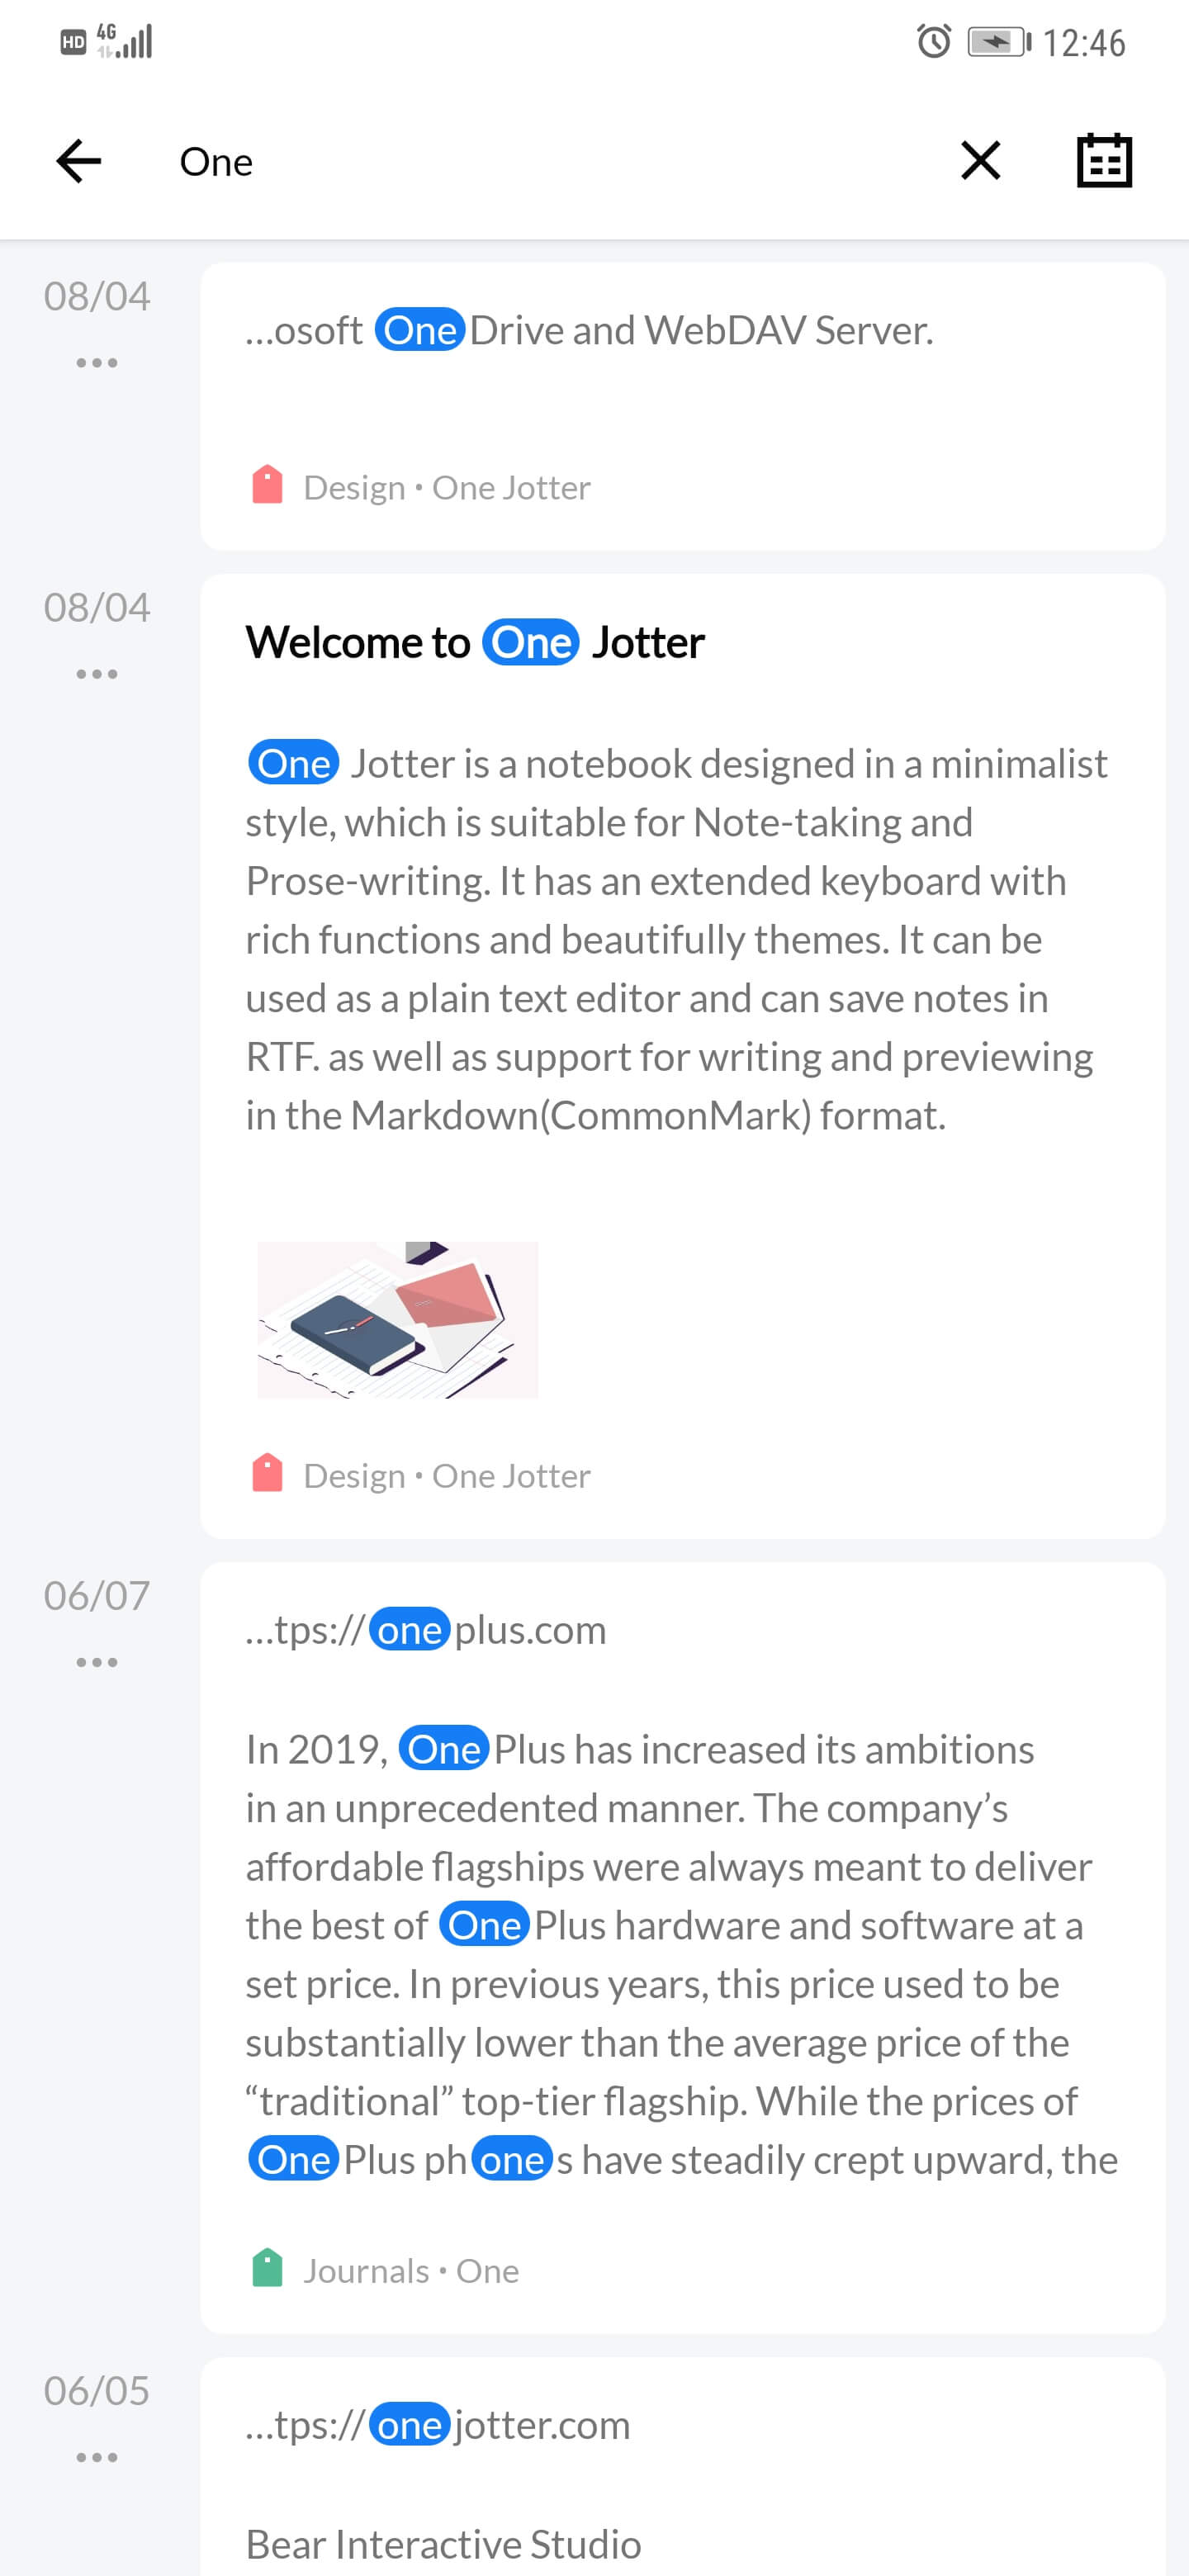 HD 4G 12:46
One
08/04
...osoft OneDrive and WebDAV Server.
Design • One Jotter
08/04
Welcome to One Jotter
One Jotter is a notebook designed in a minimalist
style, which is suitable for Note-taking and
Prose-writing. It has an extended keyboard with
rich functions and beautifully themes. It can be
used as a plain text editor and can save notes in
RTF. as well as support for writing and previewing
in the Markdown(CommonMark) format.
Design • One Jotter
06/07
...tps://oneplus.com
In 2019, OnePlus has increased its ambitions
in an unprecedented manner. The company’s
affordable flagships were always meant to deliver
the best of OnePlus hardware and software at a
set price. In previous years, this price used to be
substantially lower than the average price of the
“traditional” top-tier flagship. While the prices of
OnePlus phones have steadily crept upward, the
Journals • One
06/05
...tps://onejotter.com
Bear Interactive Studio